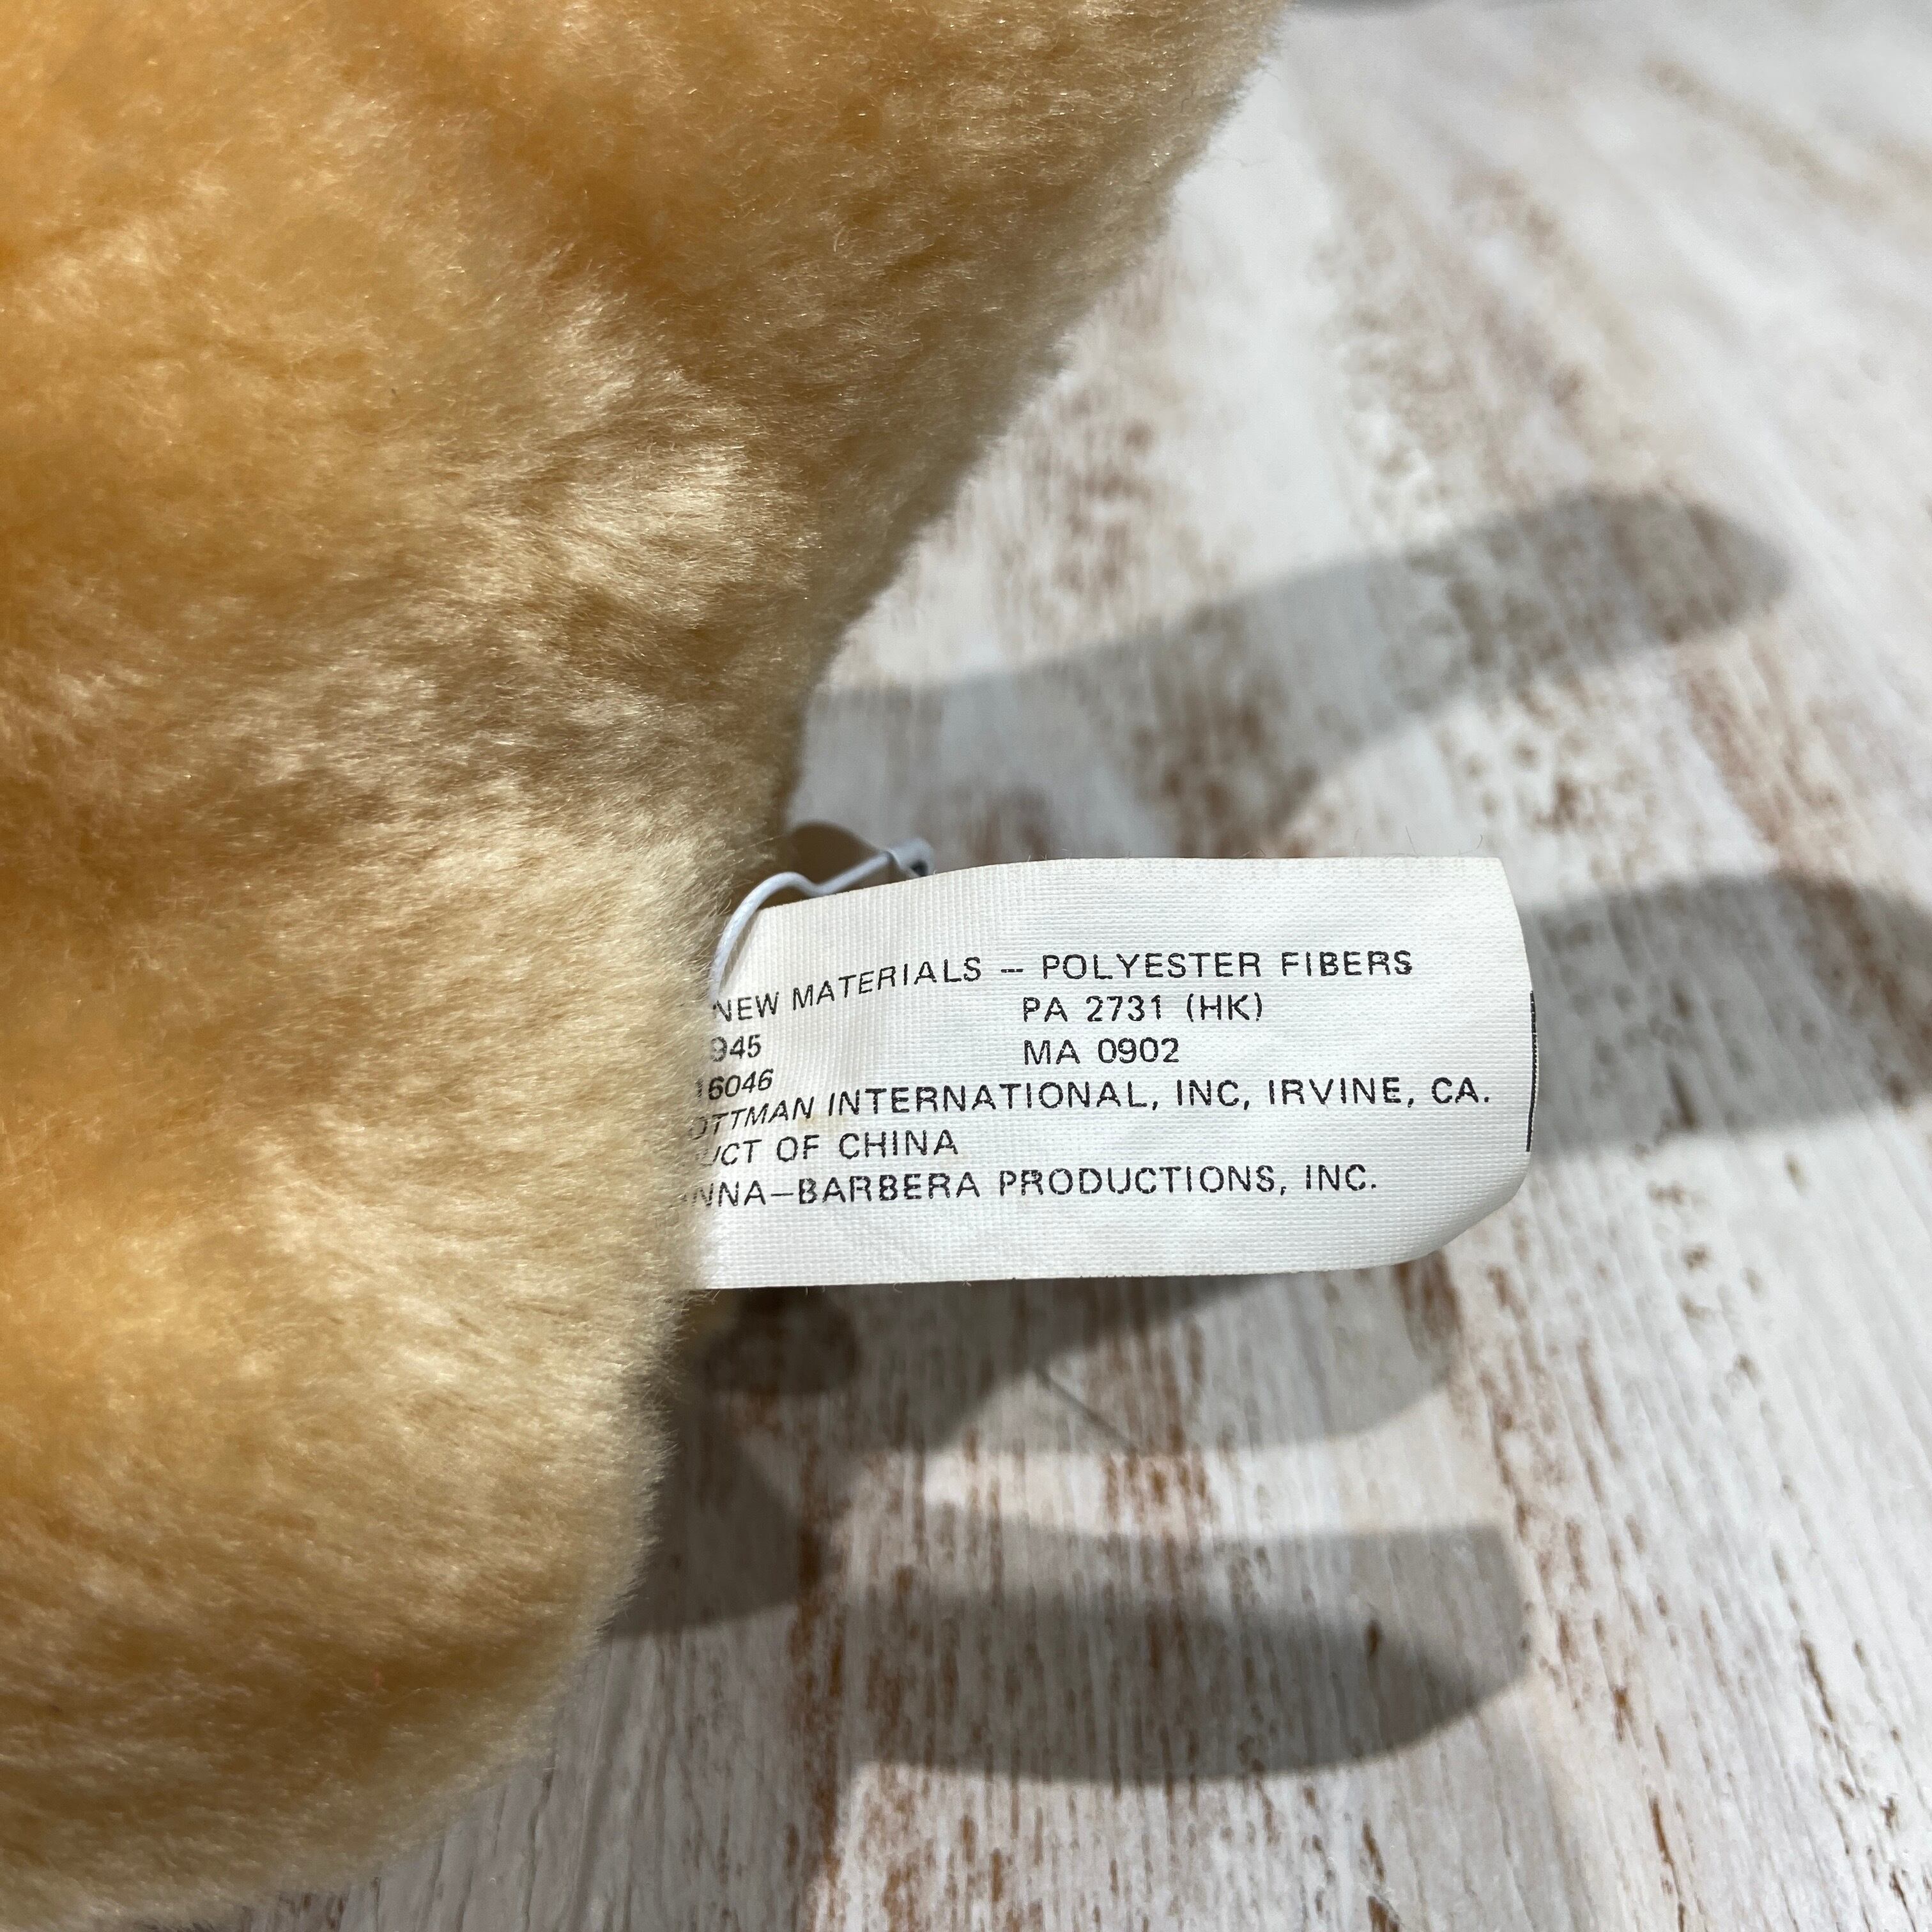 NEW MATERIALS -- POLYESTER FIBERS
PA 2731 (HK)
945 MA 0902
6046
OTTMAN INTERNATIONAL, INC, IRVINE, CA.
UCT OF CHINA
NNA-BARBERA PRODUCTIONS, INC.